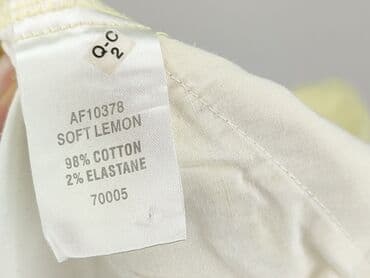 Q-C
2
AF10378
SOFT LEMON
98% COTTON
2% ELASTANE
70005